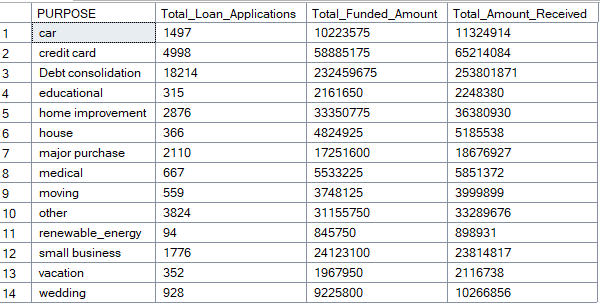 PURPOSE Total_Loan_Applications Total_Funded_Amount Total_Amount_Received
1 car 1497 10223575 11324914
2 credit card 4998 58885175 65214084
3 Debt consolidation 18214 232459675 253801871
4 educational 315 2161650 2248380
5 home improvement 2876 33350775 36380930
6 house 366 4824925 5185538
7 major purchase 2110 17251600 18676927
8 medical 667 5533225 5851372
9 moving 559 3748125 3999899
10 other 3824 31155750 33289676
11 renewable_energy 94 845750 898931
12 small business 1776 24123100 23814817
13 vacation 352 1967950 2116738
14 wedding 928 9225800 10266856